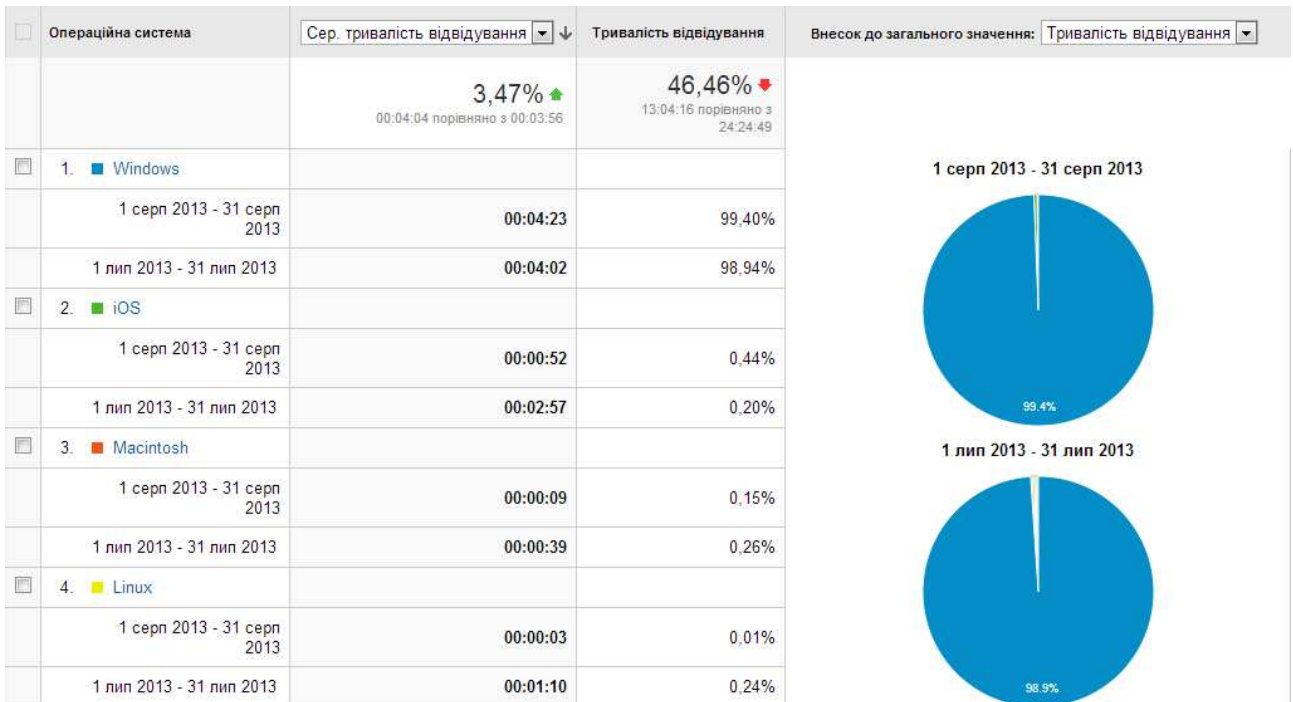 Операційна система
Сер. тривалість відвідування
Тривалість відвідування
Внесок до загального значення: Тривалість відвідування
3,47%
00:04:04 порівняно з 00:03:56
46,46%
13:04:16 порівняно з
24:24:49
1. Windows
1 серп 2013 - 31 серп
2013
00:04:23
99,40%
1 лип 2013 - 31 лип 2013
00:04:02
98,94%
2. iOS
1 серп 2013 - 31 серп
2013
00:00:52
0,44%
1 лип 2013 - 31 лип 2013
00:02:57
0,20%
3. Macintosh
1 серп 2013 - 31 серп
2013
00:00:09
0,15%
1 лип 2013 - 31 лип 2013
00:00:39
0,26%
4. Linux
1 серп 2013 - 31 серп
2013
00:00:03
0,01%
1 лип 2013 - 31 лип 2013
00:01:10
0,24%
1 серп 2013 - 31 серп 2013
99.4%
1 лип 2013 - 31 лип 2013
98.9%